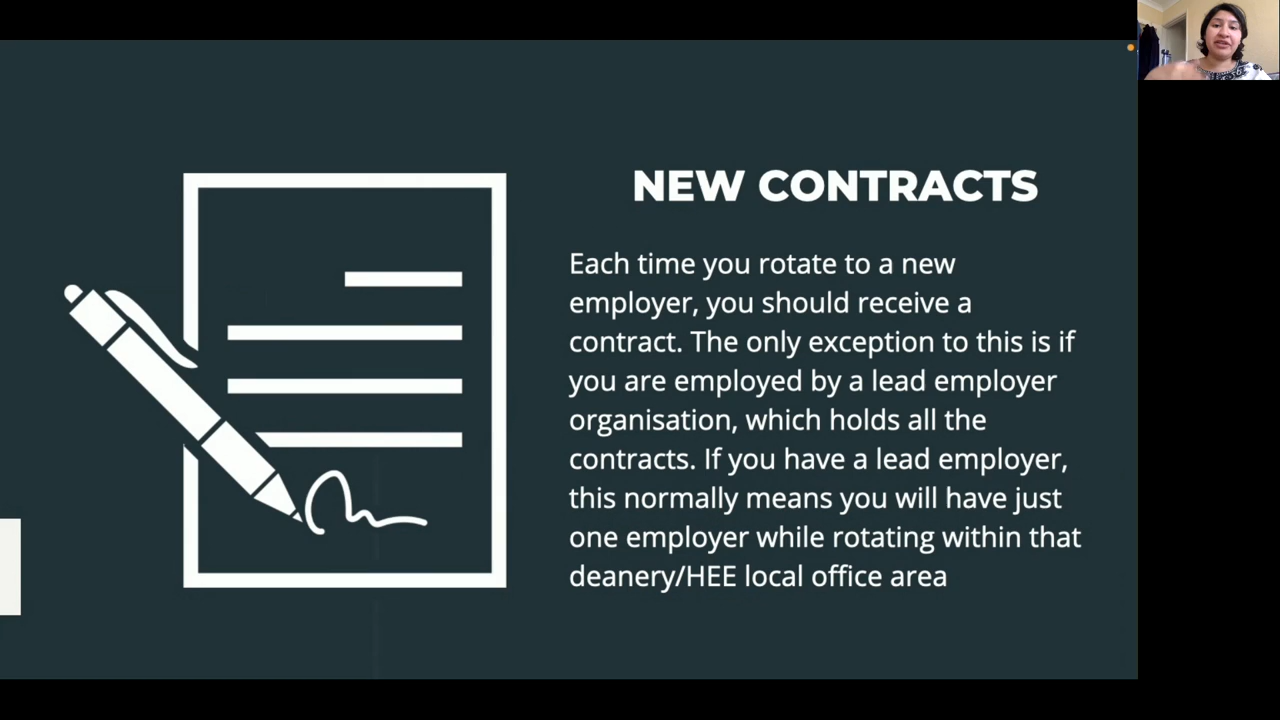 NEW CONTRACTS
Each time you rotate to a new
employer, you should receive a
contract. The only exception to this is if
you are employed by a lead employer
organisation, which holds all the
contracts. If you have a lead employer,
this normally means you will have just
one employer while rotating within that
deanery/HEE local office area